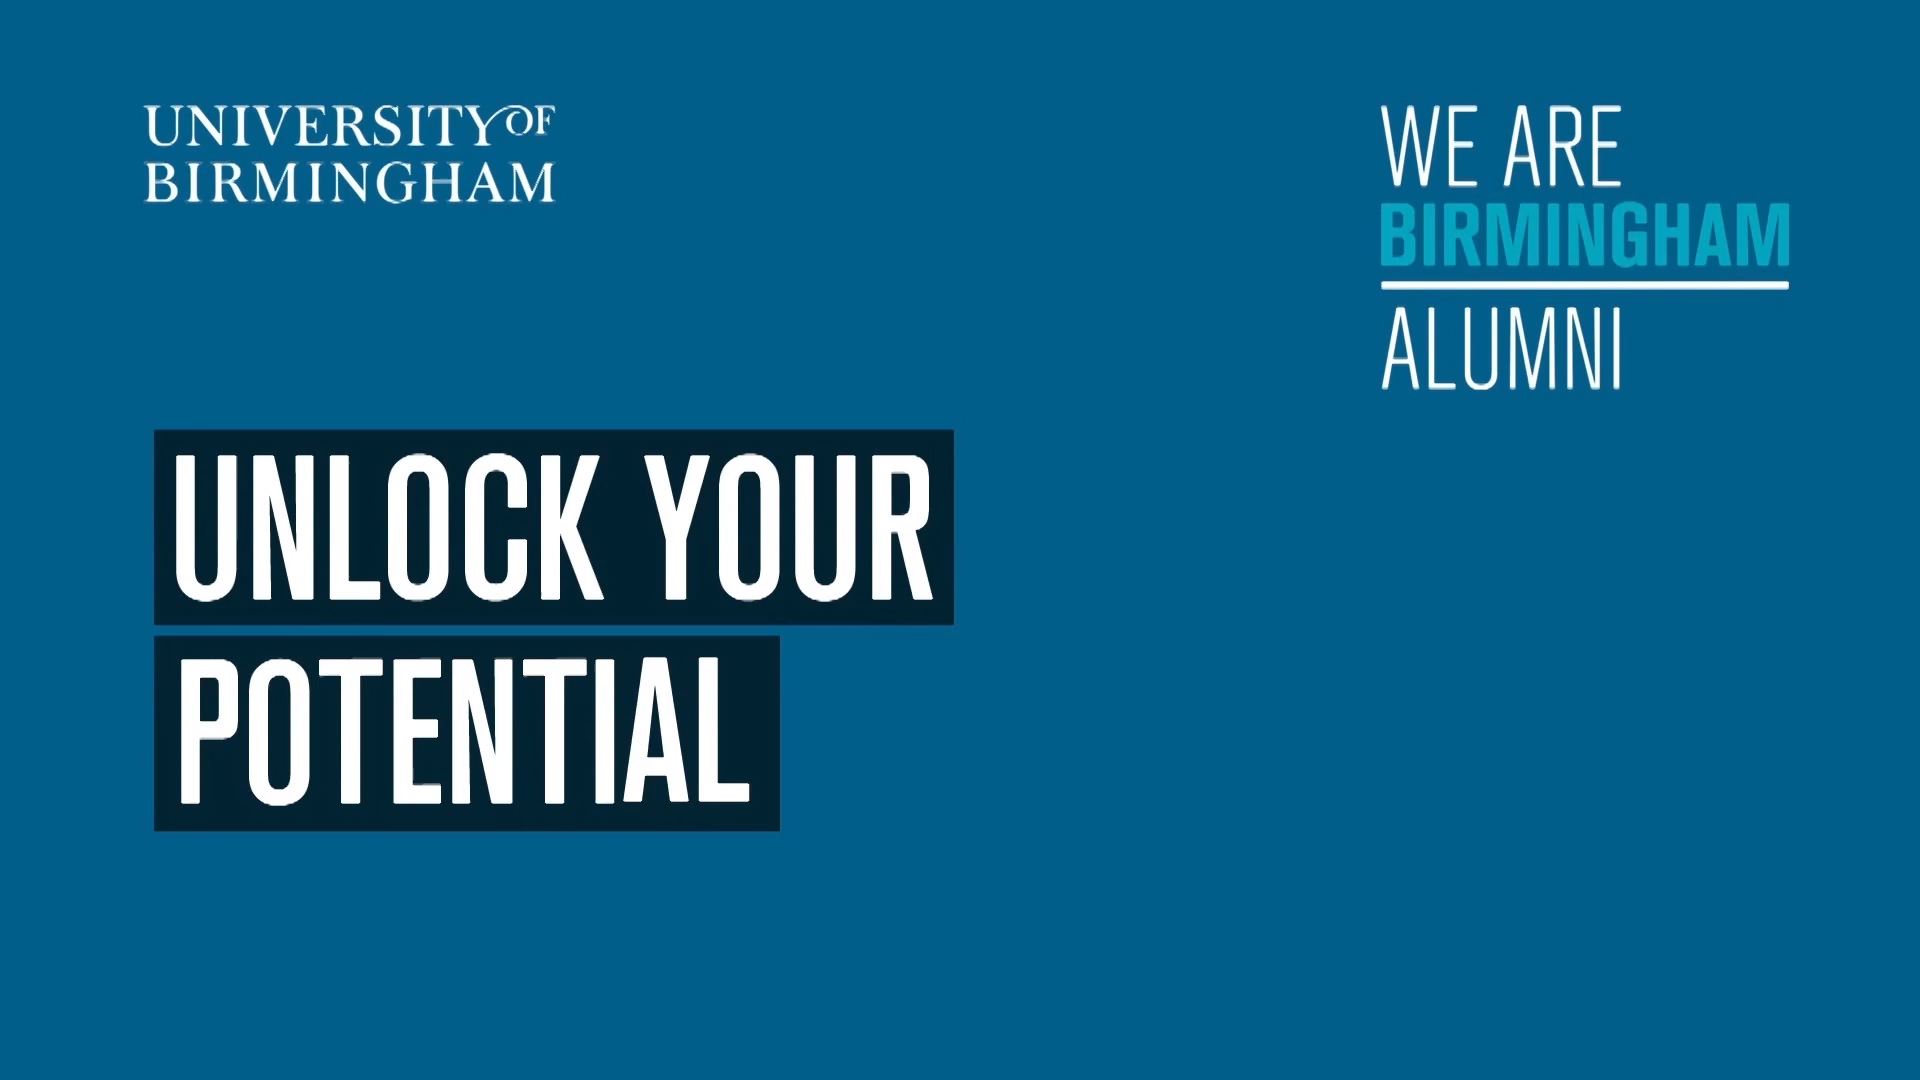 UNIVERSITY OF
BIRMINGHAM
WE ARE
BIRMINGHAM
ALUMNI
UNLOCK YOUR
POTENTIAL